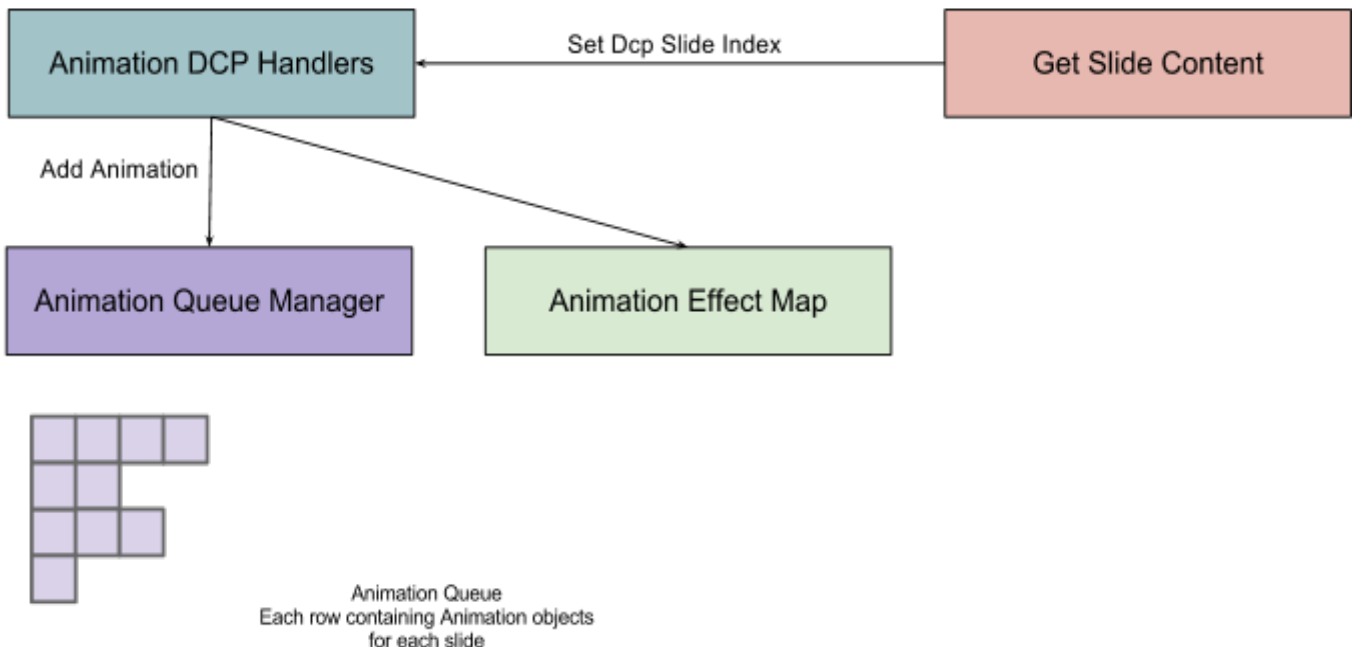 Animation DCP Handlers
Set Dcp Slide Index
Get Slide Content
Add Animation
Animation Queue Manager
Animation Effect Map
Animation Queue
Each row containing Animation objects
for each slide